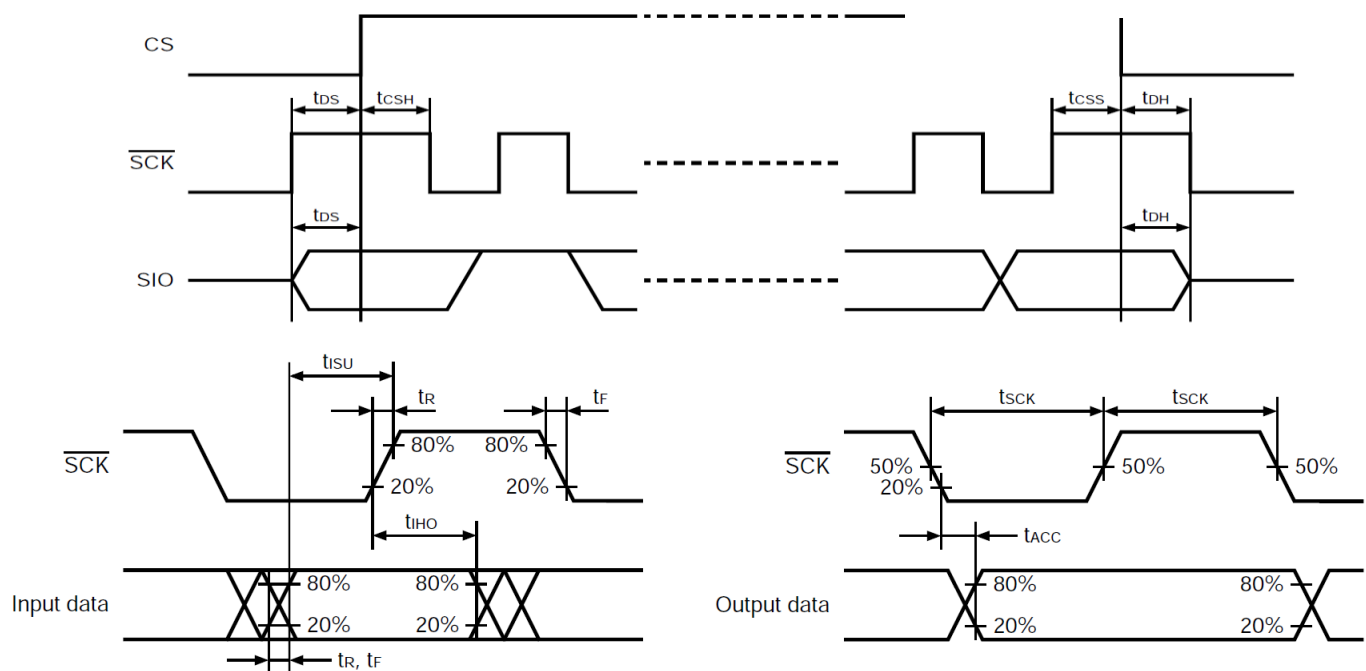 CS
tDS tCSH tCSS tDH
SCK
tDS tDH
SIO
tISU
tR tF
SCK
80% 80%
20% 20%
tIHO
Input data
80% 80%
20% 20%
tR, tF
tSCK tSCK
SCK
50% 50% 50%
20%
tACC
Output data
80% 80%
20% 20%